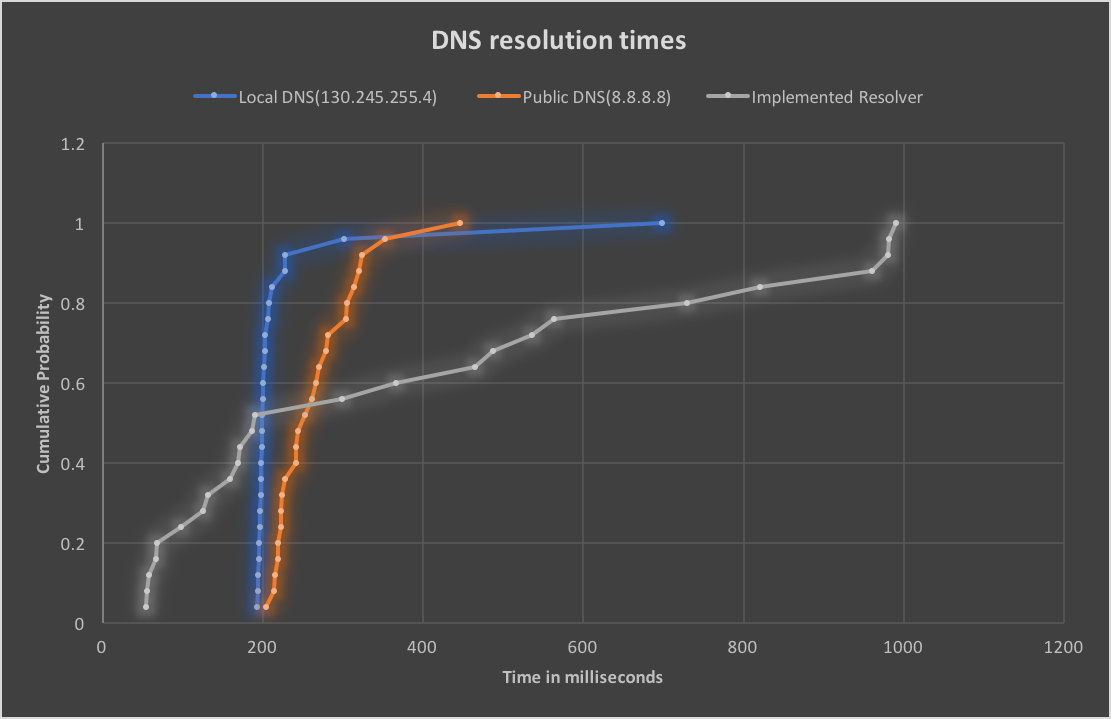 DNS resolution times
Local DNS(130.245.255.4) Public DNS(8.8.8.8) Implemented Resolver
1.2
1
0.8
0.6
0.4
0.2
0
Cumulative Probability
0 200 400 600 800 1000 1200
Time in milliseconds